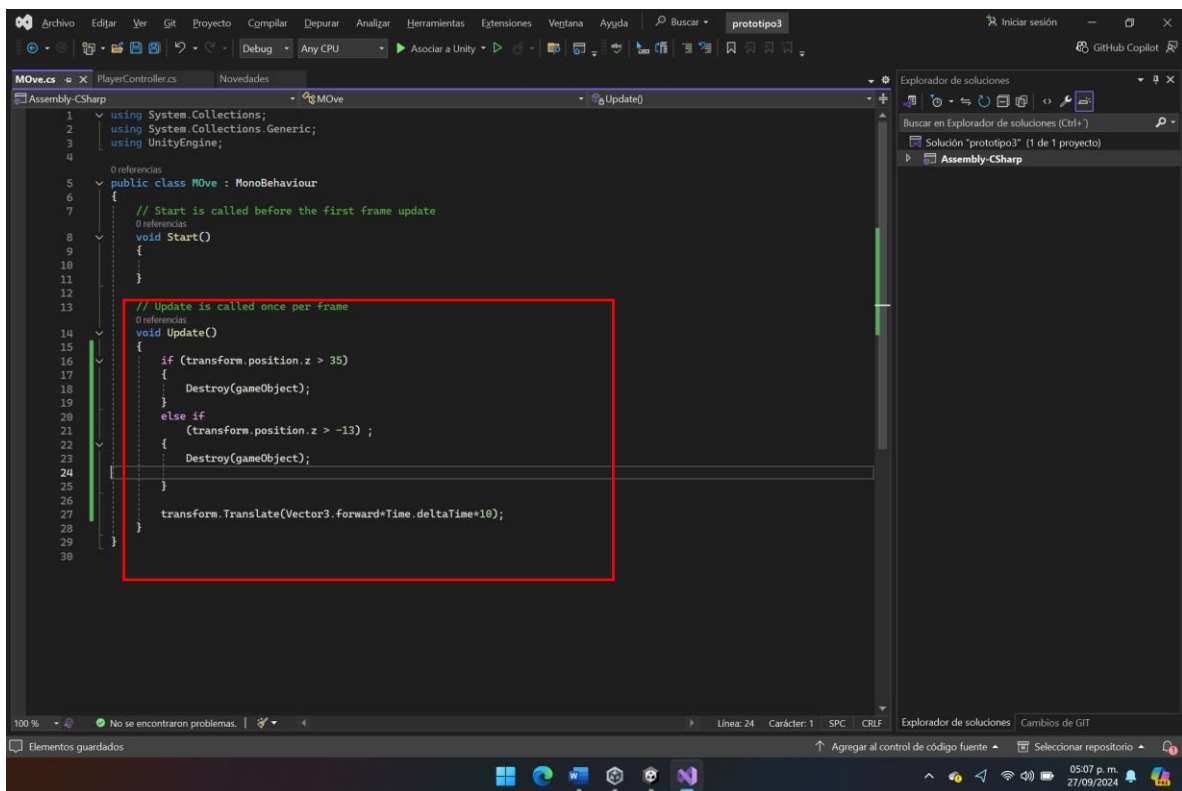 Archivo Editar Ver Git Proyecto Compilar Depurar Analizar Herramientas Extensiones Ventana Ayuda Buscar prototipo3 Iniciar sesión
Debug Any CPU Asociar a Unity GitHub Copilot
MOve.cs PlayerController.cs Novedades
Assembly-CSharp MOve Update()
1 using System.Collections;
2 using System.Collections.Generic;
3 using UnityEngine;
4
0 referencias
5 public class MOve : MonoBehaviour
6 {
7 // Start is called before the first frame update
0 referencias
8 void Start()
9 {
10
11 }
12
13 // Update is called once per frame
0 referencias
14 void Update()
15 {
16 if (transform.position.z > 35)
17 {
18 Destroy(gameObject);
19 }
20 else if
21 (transform.position.z > -13) ;
22 {
23 Destroy(gameObject);
24
25 }
26
27 transform.Translate(Vector3.forward*Time.deltaTime*10);
28 }
29 }
30
100 % No se encontraron problemas. Línea: 24 Carácter: 1 SPC CRLF
Explorador de soluciones
Buscar en Explorador de soluciones (Ctrl+´)
Solución "prototipo3" (1 de 1 proyecto)
Assembly-CSharp
Explorador de soluciones Cambios de GIT
Elementos guardados Agregar al control de código fuente Seleccionar repositorio
05:07 p. m.
27/09/2024